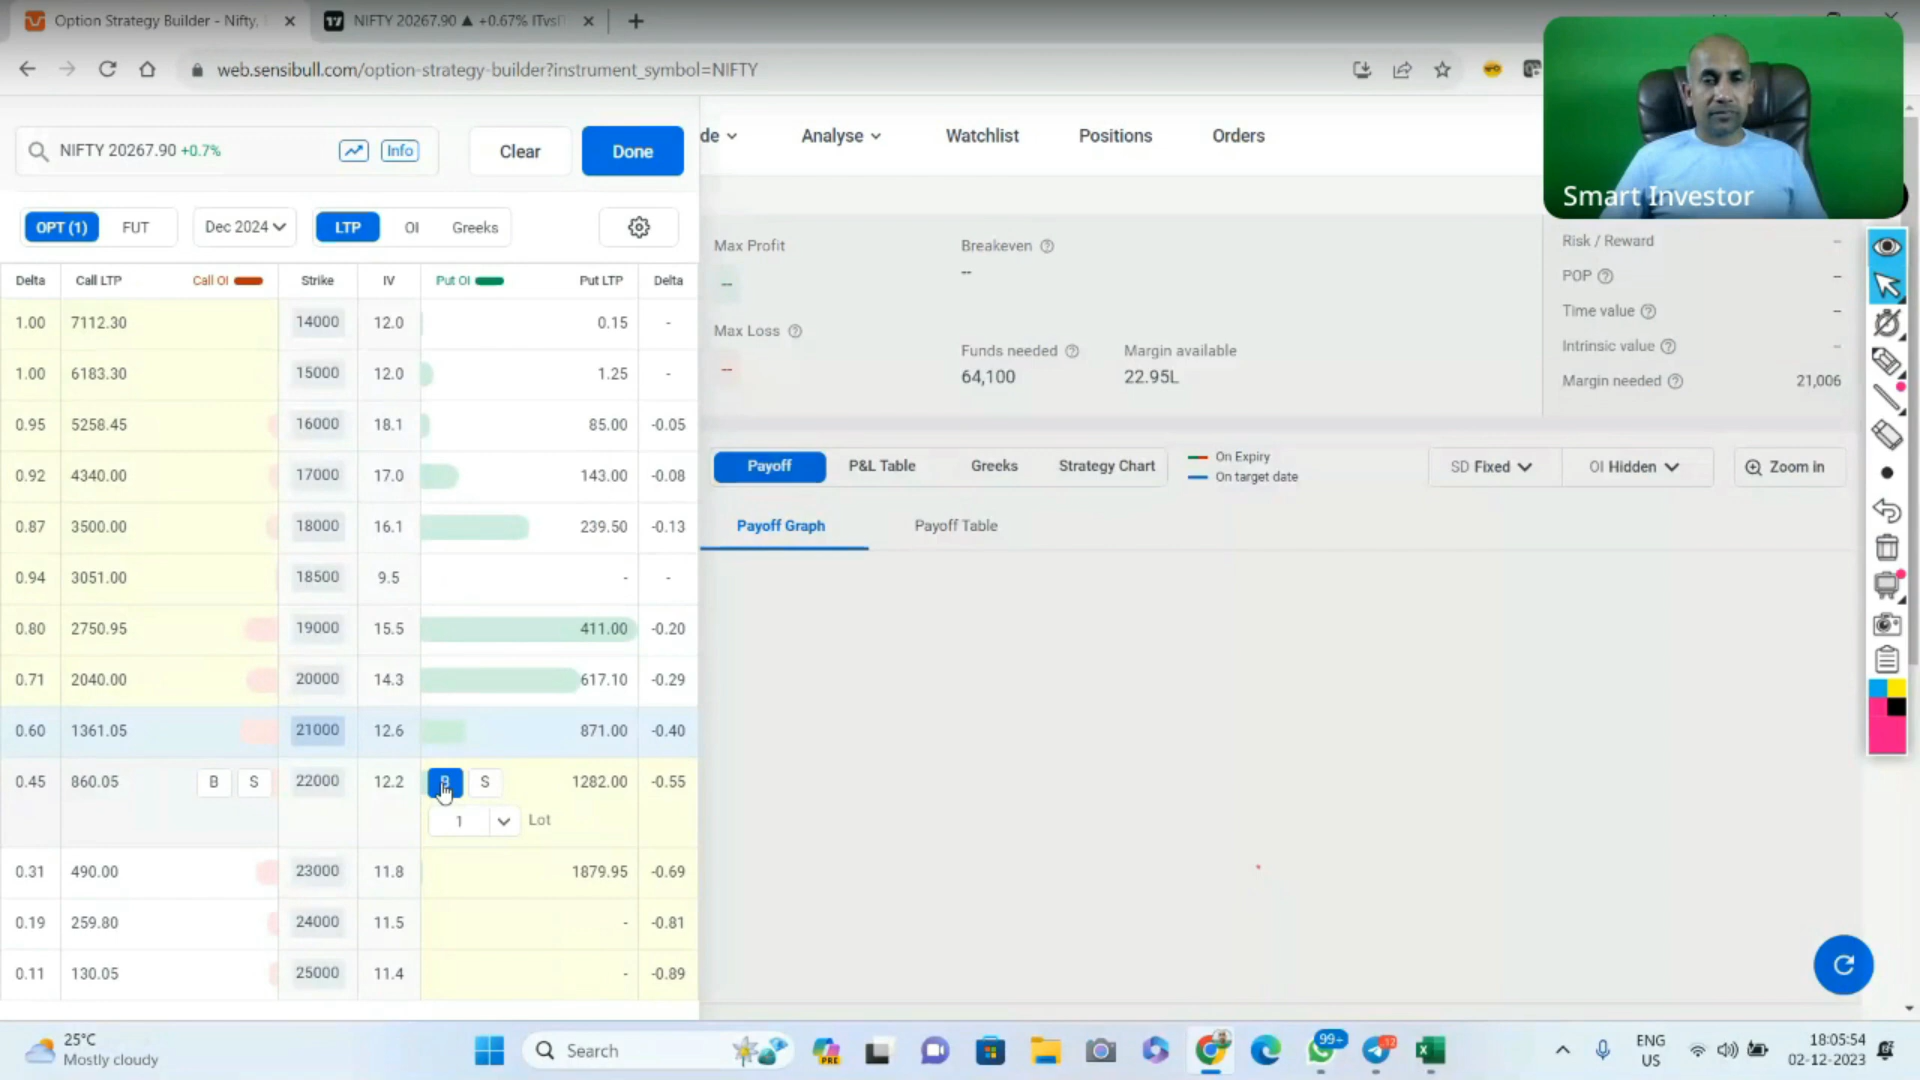 Option Strategy Builder - Nifty,
NIFTY 20267.90 ▲ +0.67% ITvsF
web.sensibull.com/option-strategy-builder?instrument_symbol=NIFTY
NIFTY 20267.90 +0.7%
Info
Clear
Done
de
Analyse
Watchlist
Positions
Orders
Smart Investor
OPT (1)
FUT
Dec 2024
LTP
OI
Greeks
Delta Call LTP Call OI Strike IV Put OI Put LTP Delta
1.00 7112.30 14000 12.0 0.15 -
1.00 6183.30 15000 12.0 1.25 -
0.95 5258.45 16000 18.1 85.00 -0.05
0.92 4340.00 17000 17.0 143.00 -0.08
0.87 3500.00 18000 16.1 239.50 -0.13
0.94 3051.00 18500 9.5 - -
0.80 2750.95 19000 15.5 411.00 -0.20
0.71 2040.00 20000 14.3 617.10 -0.29
0.60 1361.05 21000 12.6 871.00 -0.40
0.45 860.05 B S 22000 12.2 B S 1282.00 -0.55
1 Lot
0.31 490.00 23000 11.8 1879.95 -0.69
0.19 259.80 24000 11.5 - -0.81
0.11 130.05 25000 11.4 - -0.89
Max Profit
--
Breakeven
--
Max Loss
--
Funds needed
64,100
Margin available
22.95L
Risk / Reward –
POP –
Time value –
Intrinsic value –
Margin needed 21,006
Payoff
P&L Table
Greeks
Strategy Chart
On Expiry
On target date
SD Fixed
OI Hidden
Zoom in
Payoff Graph
Payoff Table
25°C
Mostly cloudy
Search
PRE
99+
12
ENG
US
18:05:54
02-12-2023